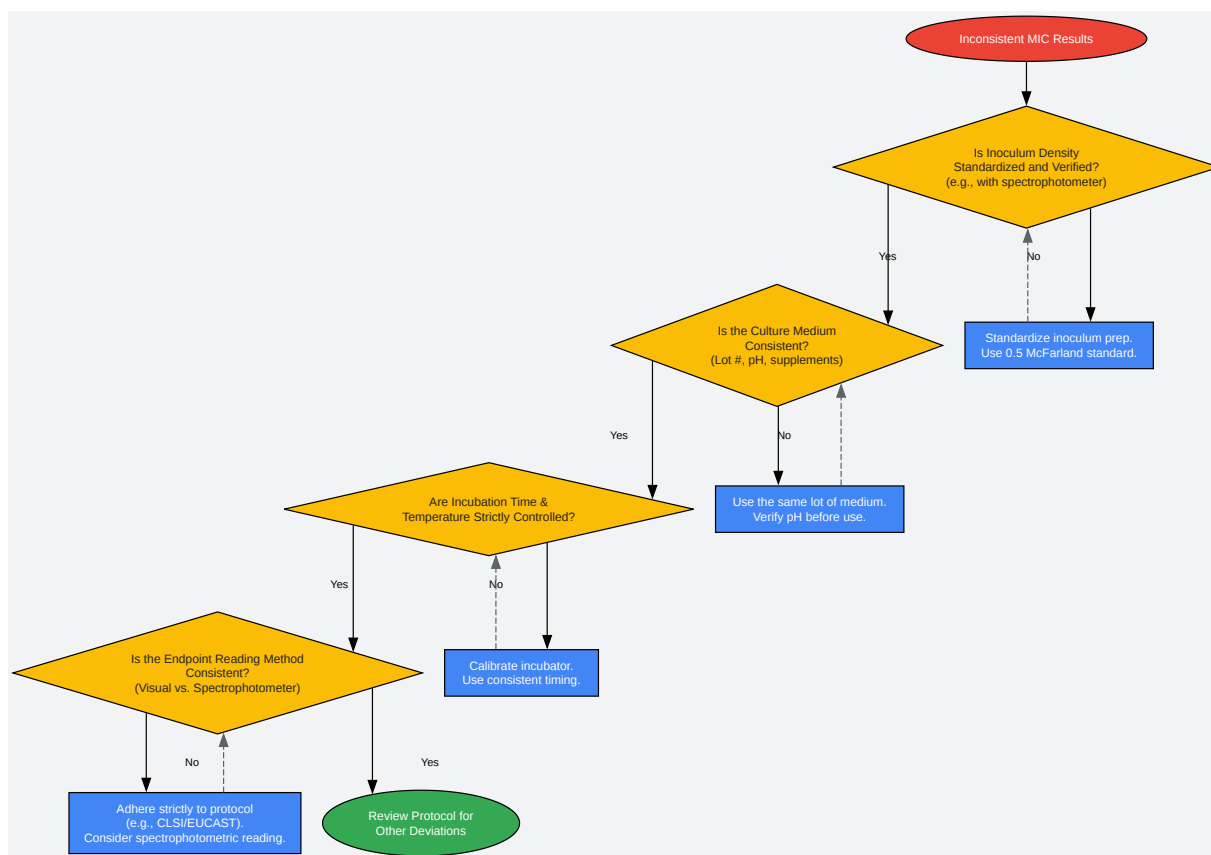 Inconsistent MIC Results
Is Inoculum Density
Standardized and Verified?
(e.g., with spectrophotometer)
Yes
No
Standardize inoculum prep.
Use 0.5 McFarland standard.
Is the Culture Medium
Consistent?
(Lot #, pH, supplements)
Yes
No
Use the same lot of medium.
Verify pH before use.
Are Incubation Time &
Temperature Strictly Controlled?
Yes
No
Calibrate incubator.
Use consistent timing.
Is the Endpoint Reading Method
Consistent?
(Visual vs. Spectrophotometer)
No
Yes
Adhere strictly to protocol
(e.g., CLSI/EUCAST).
Consider spectrophotometric reading.
Review Protocol for
Other Deviations